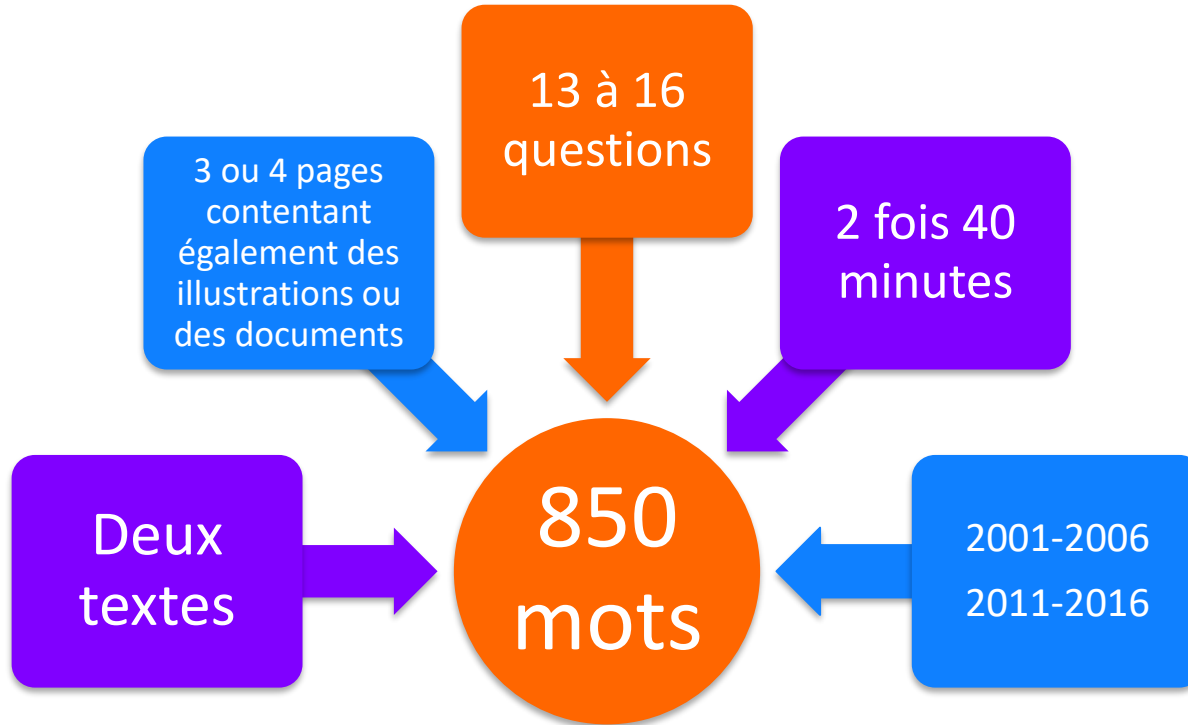 13 à 16
questions
3 ou 4 pages
contentant
également des
illustrations ou
des documents
2 fois 40
minutes
Deux
textes
850
mots
2001-2006
2011-2016